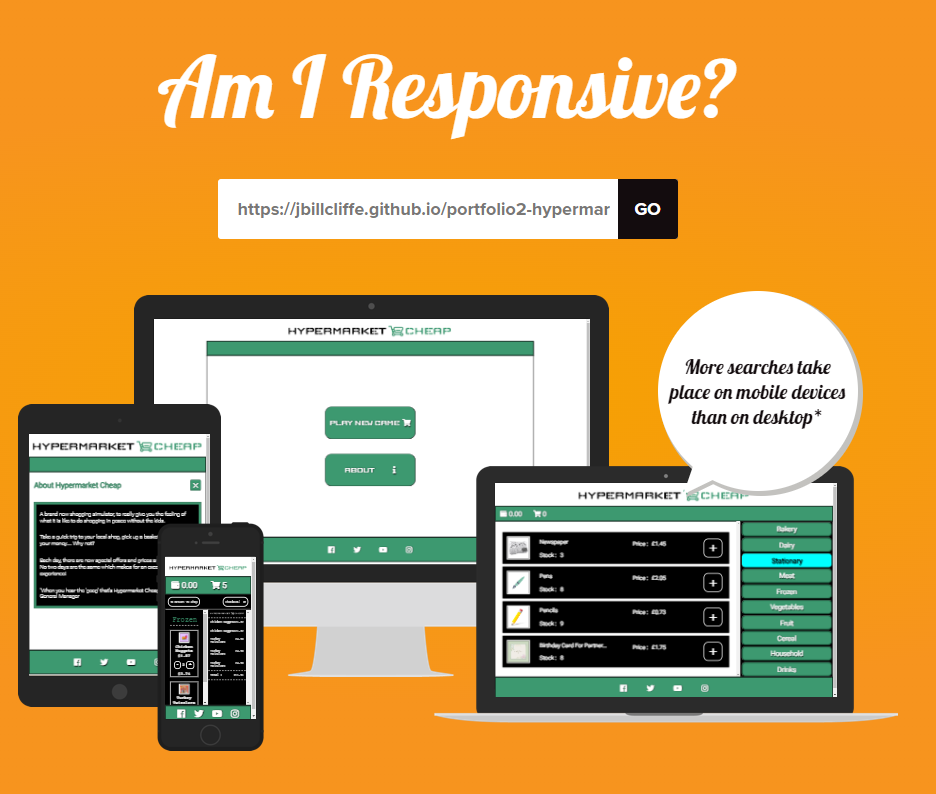 Am I Responsive?
https://jbillcliffe.github.io/portfolio2-hypermar
GO
HYPERMARKET CHEAP
PLAY NEW GAME
ABOUT
More searches take
place on mobile devices
than on desktop*
HYPERMARKET CHEAP
About Hypermarket Cheap
A brand new shopping simulator, to really give you the feeling of
what it is like to do shopping in peace without the kids.
Take a quick trip to your local shop, pick up a
your money.... Why not?
Each day, there are new special offers and prices
No two days are the same which makes for an
experience!
"When you hear the 'pong' that's Hypermarket Cheap
General Manager
HYPERMARKET CHEAP
0.00
5
Frozen
Chicken
Nuggets
Turkey
HYPERMARKET CHEAP
0.00
0
Newspaper
Price: £1.45
Stock: 3
Pens
Price: £2.05
Stock: 8
Pencils
Price: £0.73
Stock: 9
Birthday Card For Partner...
Price: £1.75
Stock: 8
Bakery
Dairy
Stationary
Meat
Frozen
Vegetables
Fruit
Cereal
Household
Drinks